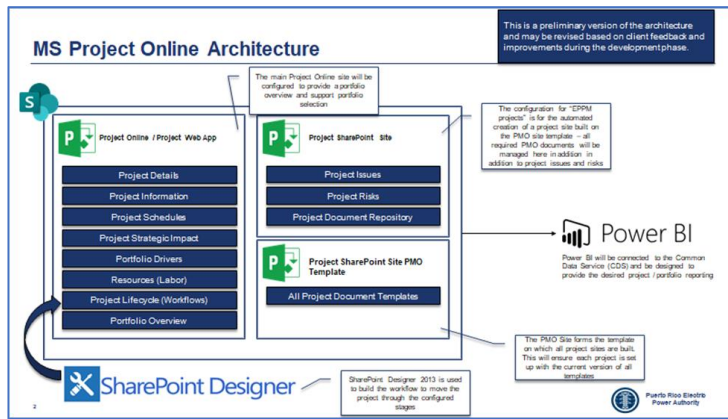 This is a preliminary version of the architecture
and may be revised based on client feedback and
improvements during the development phase.
MS Project Online Architecture
The main Project Online site will be
configured to provide a portfolio
overview and support portfolio
selection
S
P
Project Online / Project Web App
Project Details
Project Information
Project Schedules
Project Strategic Impact
Portfolio Drivers
Resources (Labor)
Project Lifecycle (Workflows)
Portfolio Overview
P
Project SharePoint Site
Project Issues
Project Risks
Project Document Repository
P
Project SharePoint Site PMO
Template
All Project Document Templates
The configuration for "EPPM
projects" is for the automated
creation of a project site built on
the PMO site template – all
required PMO documents will be
managed here in addition in
addition to project issues and risks
Power BI
Power BI will be connected to the Common
Data Service (CDS) and be designed to
provide the desired project / portfolio reporting
The PMO Site forms the template
on which all project sites are built.
This will ensure each project is set
up with the current version of all
templates
SharePoint Designer
SharePoint Designer 2013 is used
to build the workflow to move the
project through the configured
stages
2
Puerto Rico Electric
Power Authority